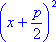 (x + p/2)²